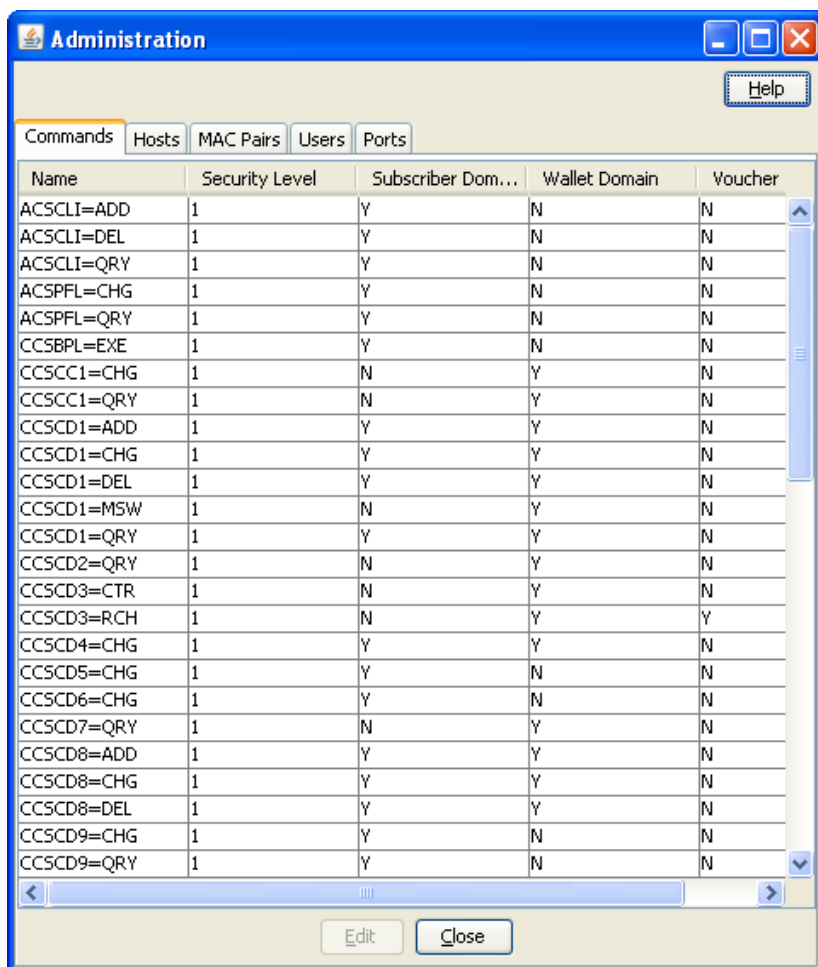 Administration
Help
Commands Hosts MAC Pairs Users Ports
Name Security Level Subscriber Dom... Wallet Domain Voucher
ACSCLI=ADD 1 Y N N
ACSCLI=DEL 1 Y N N
ACSCLI=QRY 1 Y N N
ACSPFL=CHG 1 Y N N
ACSPFL=QRY 1 Y N N
CCSBPL=EXE 1 Y N N
CCSCC1=CHG 1 N Y N
CCSCC1=QRY 1 N Y N
CCSCD1=ADD 1 Y Y N
CCSCD1=CHG 1 Y Y N
CCSCD1=DEL 1 Y Y N
CCSCD1=MSW 1 N Y N
CCSCD1=QRY 1 Y Y N
CCSCD2=QRY 1 N Y N
CCSCD3=CTR 1 N Y N
CCSCD3=RCH 1 N Y Y
CCSCD4=CHG 1 Y Y N
CCSCD5=CHG 1 Y N N
CCSCD6=CHG 1 Y N N
CCSCD7=QRY 1 N Y N
CCSCD8=ADD 1 Y Y N
CCSCD8=CHG 1 Y Y N
CCSCD8=DEL 1 Y Y N
CCSCD9=CHG 1 Y N N
CCSCD9=QRY 1 Y N N
Edit Close